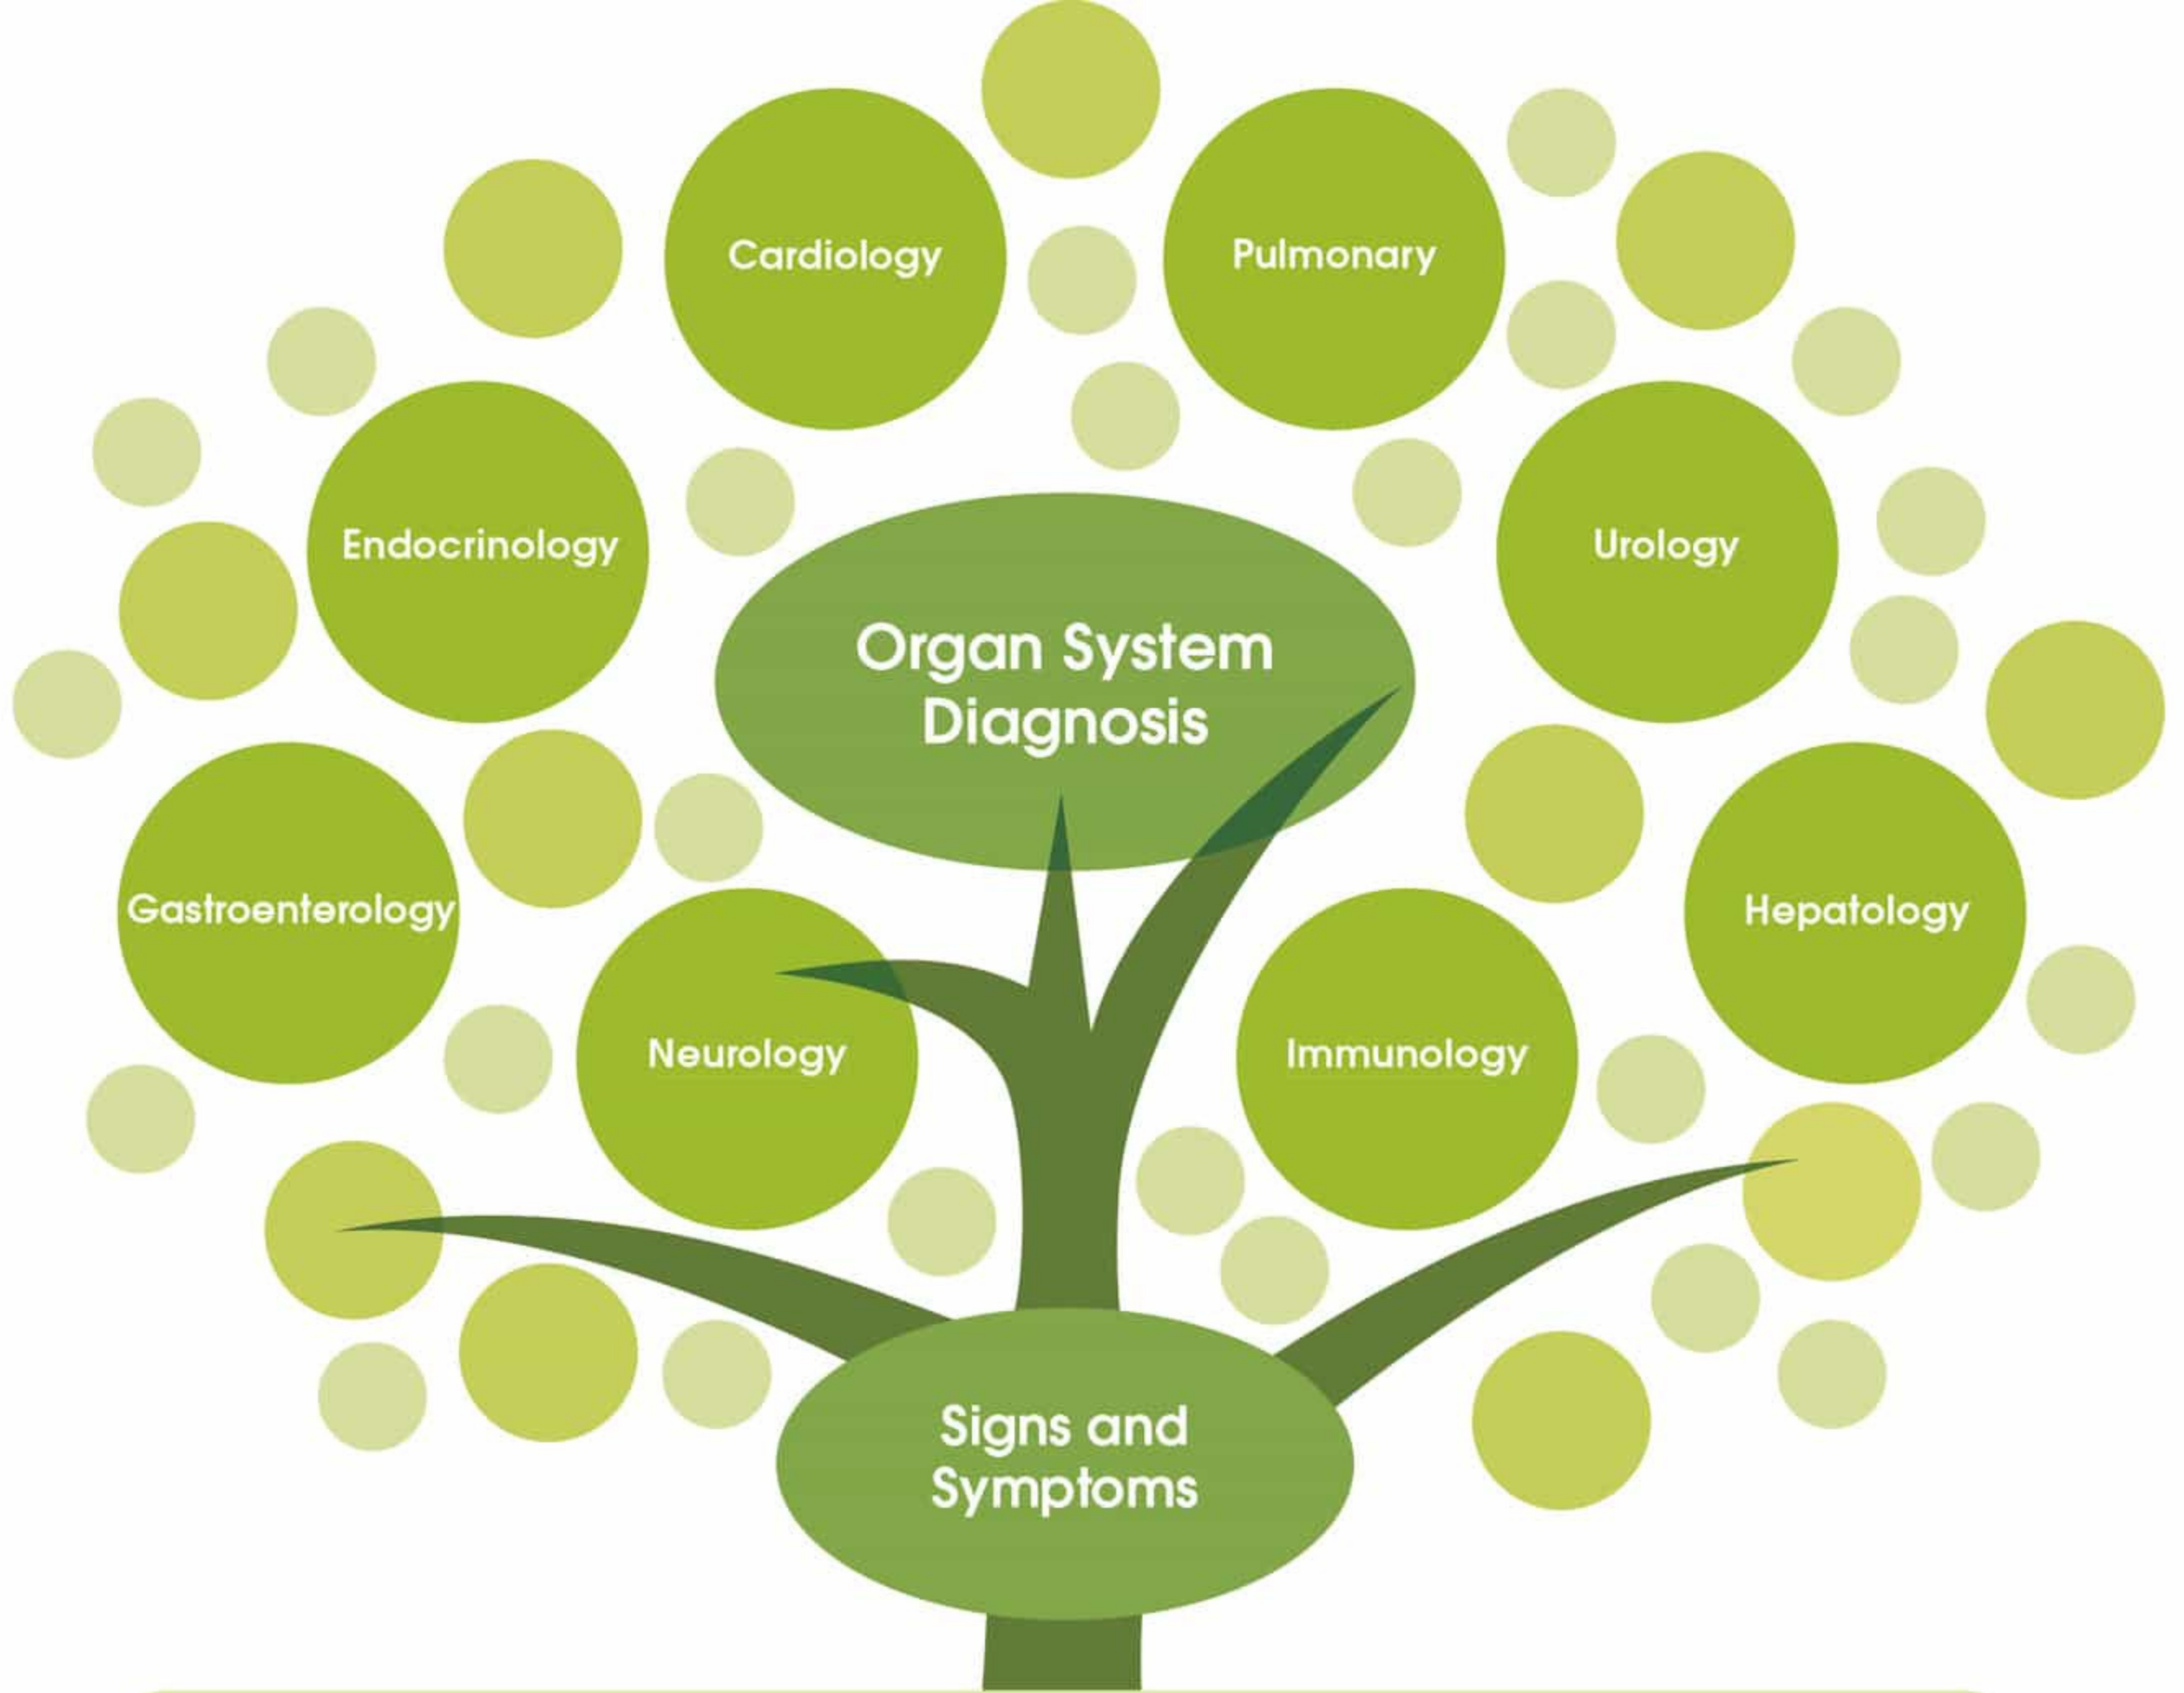 Cardiology
Pulmonary
Endocrinology
Urology
Organ System
Diagnosis
Gastroenterology
Hepatology
Neurology
Immunology
Signs and
Symptoms